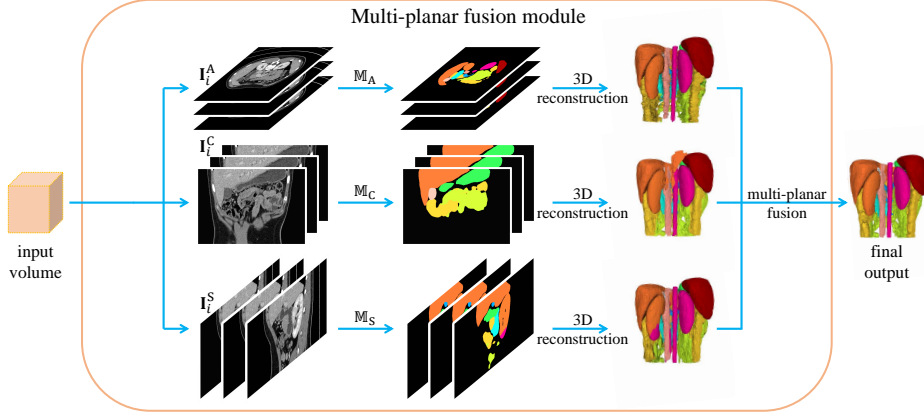 Multi-planar fusion module
I_i^A
𝕄_A
3D
reconstruction
I_i^C
𝕄_C
3D
reconstruction
multi-planar
fusion
input
volume
final
output
I_i^S
𝕄_S
3D
reconstruction